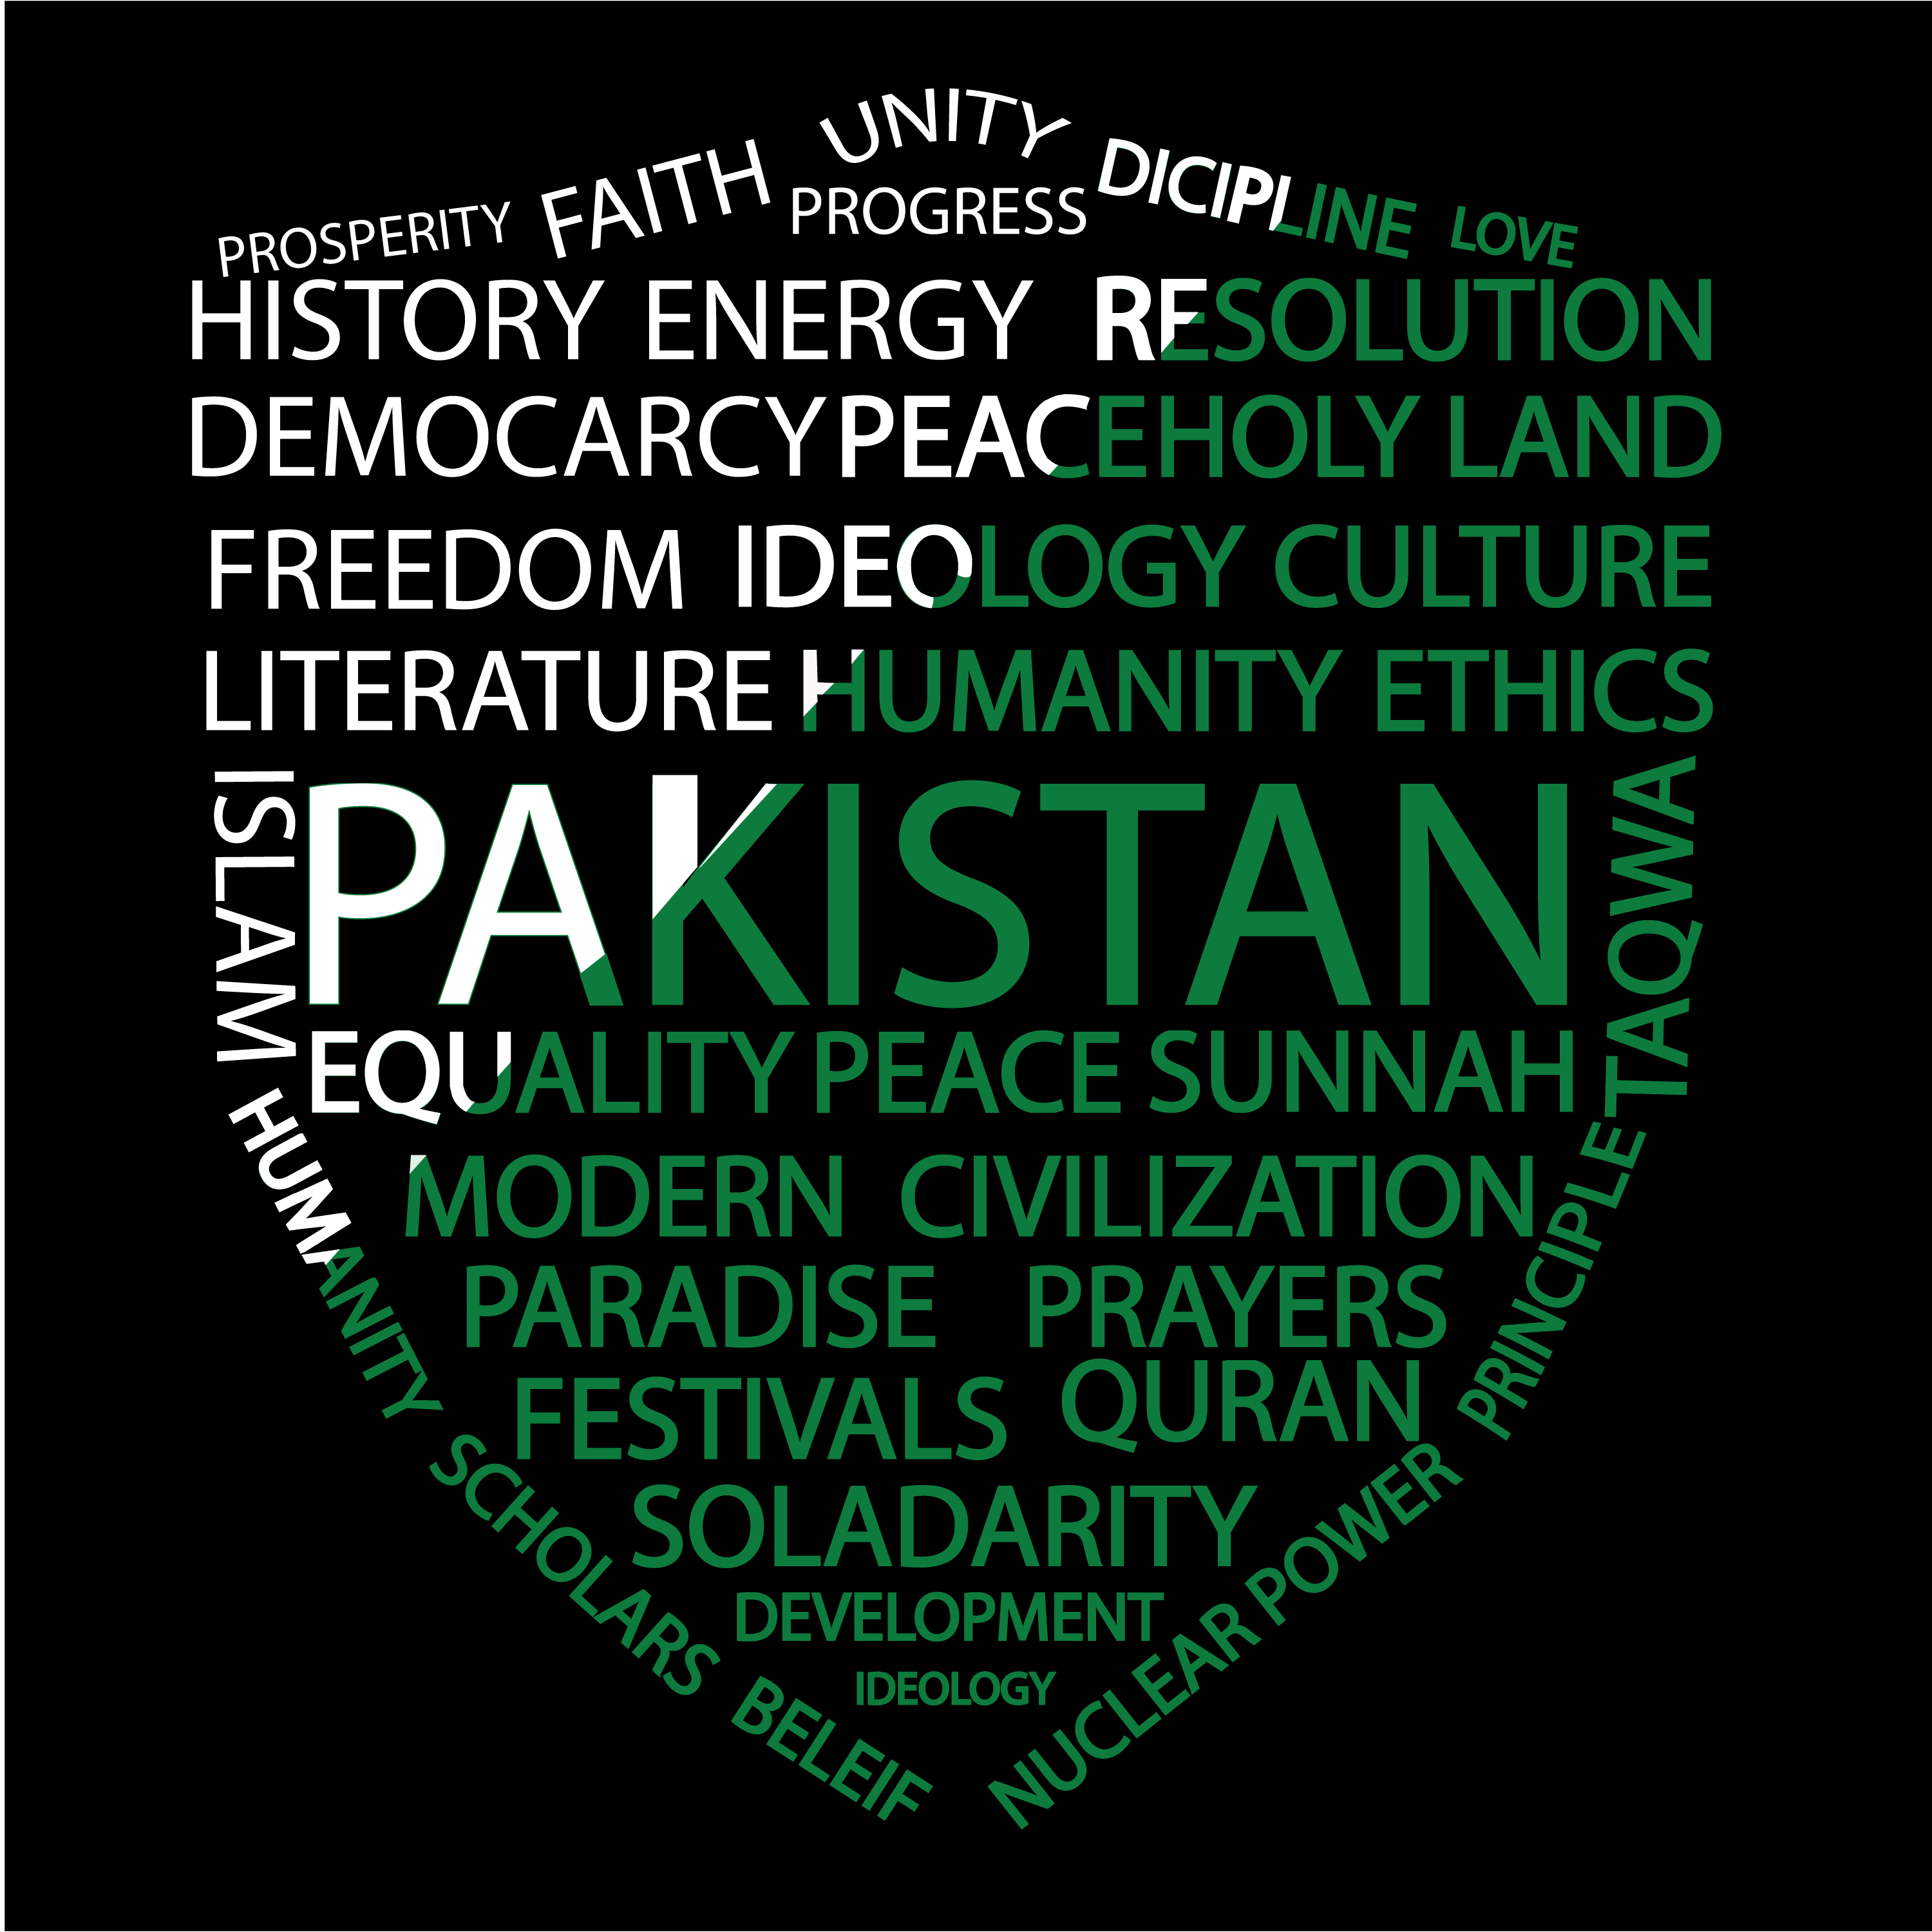 UNITY
FAITH
DICIPLINE
PROSPERITY
PROGRESS
LOVE
HISTORY ENERGY RESOLUTION
DEMOCARCY PEACE HOLY LAND
FREEDOM IDEOLOGY CULTURE
LITERATURE HUMANITY ETHICS
ISLAM
PAKISTAN
TAQWA
EQUALITY PEACE SUNNAH
HUMANITY
MODERN CIVILIZATION
PRINCIPLE
PARADISE PRAYERS
FESTIVALS QURAN
SCHOLARS
SOLADARITY
NUCLEAR POWER
DEVELOPMENT
IDEOLOGY
BELEIF